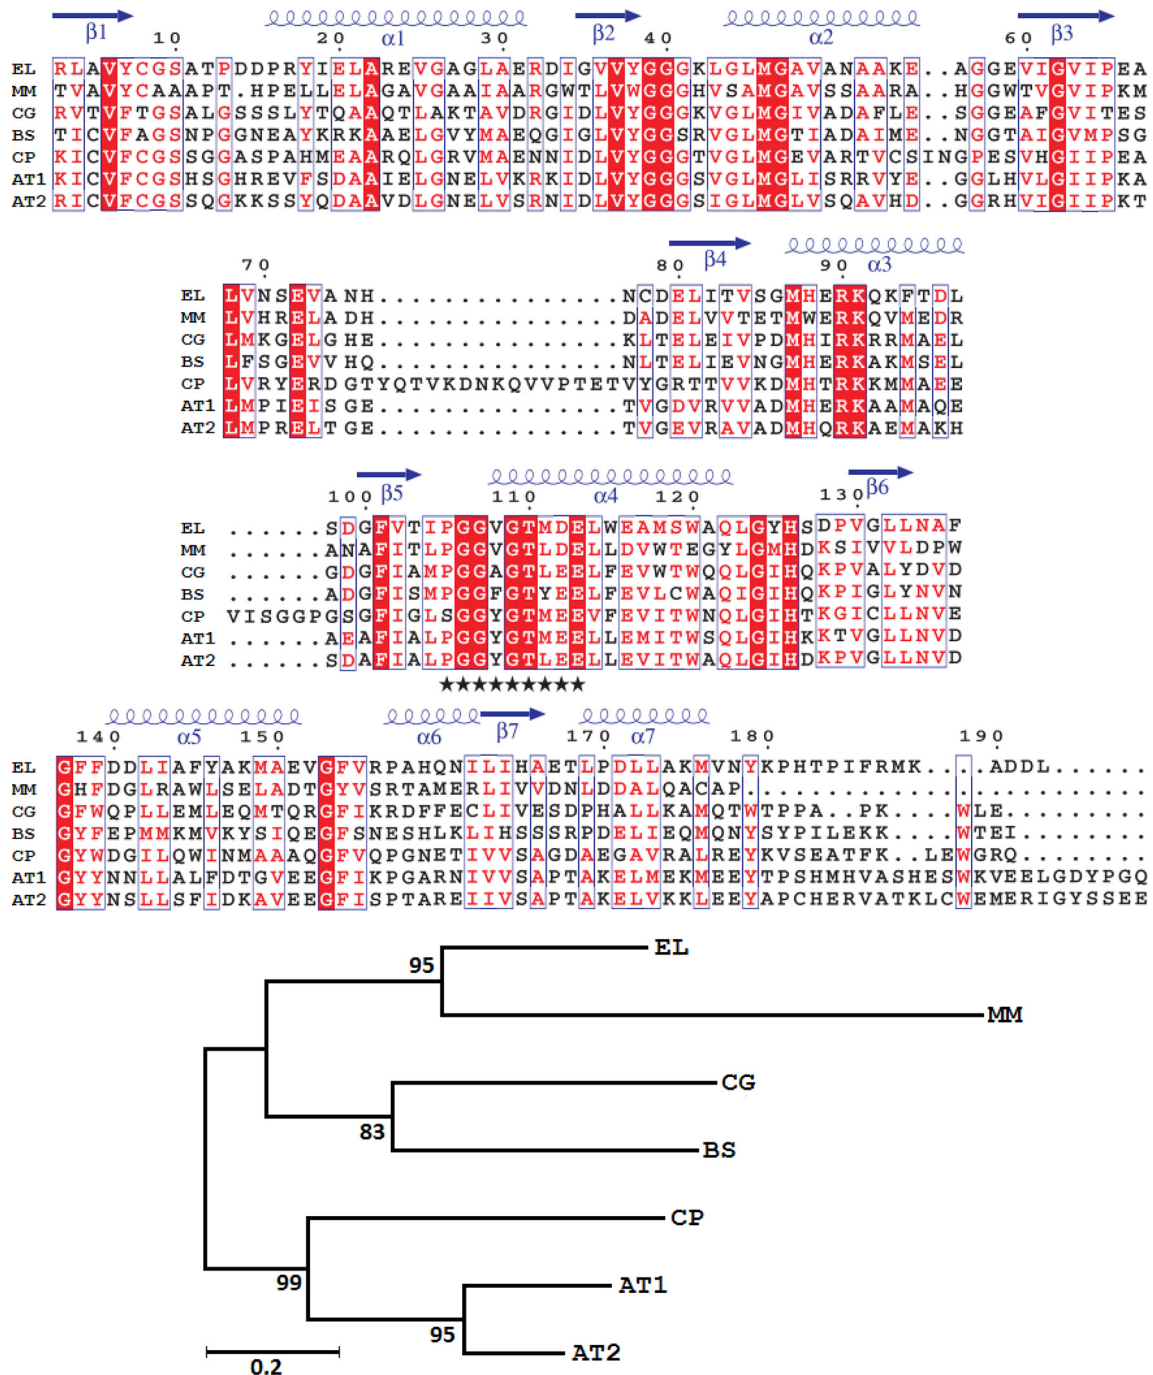 β1 α1 β2 α2 β3
10 20 30 40 60
EL RLAVYCGSATPDDPRYIELAREVGAGLAERDIGVVYGGGKLGLMGAVANAAKE..AGGEVIGVIPEA
MM TVAVYCAAAPT.HPELLELAGAVGAAIAARGWTLVWGGGHVSAMGAVSSAARA..HGGWTVGVIPKM
CG RVTVFTGSALGSSSLYTQAAQTLAKTAVDRGIDLVYGGGKVGLMGIVADAFLE..SGGEAFGVITES
BS TICVFAGSNPGGNEAYKRKAAELGVYMAEQGIGLVYGGSRVGLMGTIADAIME..NGGTAIGVMPSG
CP KICVFCGSSGGASPAHMEAARQLGRVMAENNIDLVYGGGTVGLMGEVARTVCSINGPESVHGIIPEA
AT1 KICVFCGSHSGHREVFSDAAIELGNELVKRKIDLVYGGGSVGLMGLISRRVYE..GGLHVLGIIPKA
AT2 RICVFCGSSQGKKSSYQDAAVDLGNELVSRNIDLVYGGGSIGLMGLVSQAVHD..GGRHVIGIIPKT
β4 α3
70 80 90
EL LVNSEVANH...............NCDELITVSGMHERKQKFTDL
MM LVHRELADH...............DADELVVTETMWERKQVMEDR
CG LMKGELGHE...............KLTELEIVPDMHIRKRRMAEL
BS LFSGEVVHQ...............NLTELIEVNGMHERKAKMSEL
CP LVRYERDGTYQTVKDNKQVVPTETVYGRTTVVKDMHTRKKMMAEE
AT1 LMPIEISGE...............TVGDVRVVADMHERKAAMAQE
AT2 LMPRELTGE...............TVGEVRAVADMHQRKAEMAKH
β5 α4 β6
100 110 120 130
EL ......SDGFVTIPGGVGTMDELWEAMSWAQLGYHSDPVGLLNAF
MM ......ANAFITLPGGVGTLDELLDVWTEGYLGMHDKSIVVLDPW
CG ......GDGFIAMPGGAGTLEELFEVWTWQQLGIHQKPVALYDVD
BS ......ADGFISMPGGFGTYEELFEVLCWAQIGIHQKPIGLYNVN
CP VISGGPGSGFIGLSGGYGTMEEVFEVITWNQLGIHTKGICLLNVE
AT1 ......AEAFIALPGGYGTMEELLEMITWSQLGIHKKTVGLLNVD
AT2 ......SDAFIALPGGYGTLEELLEVITWAQLGIHDKPVGLLNVD
★★★★★★★★★
α5 α6 β7 α7
140 150 170 180 190
EL GFFDDLIAFYAKMAEVGFVRPAHQNILIHAETLPDLLAKMVNYKPHTPIFRMK....ADDL......
MM GHFDGLRAWLSELADTGYVSRTAMERLIVVDNLDDALQACAP.........................
CG GFWQPLLEMLEQMTQRGFIKRDFFECLIVESDPHALLKAMQTWTPPA..PK....WLE.........
BS GYFEPMMKMVKYSIQEGFSNESHLKLIHSSSRPDELIEQMQNYSYPILEKK....WTEI........
CP GYWDGILQWINMAAAQGFVQPGNETIVVSAGDAEGAVRALREYKVSEATFK..LEWGRQ........
AT1 GYYNNLLALFDTGVEEGFIKPGARNIVVSAPTAKELMEKMEEYTPSHMHVASHESWKVEELGDYPGQ
AT2 GYYNSLLSFIDKAVEEGFISPTAREIIVSAPTAKELVKKLEEYAPCHERVATKLCWEMERIGYSSEE
EL
95
MM
CG
83
BS
CP
99
AT1
95
AT2
0.2